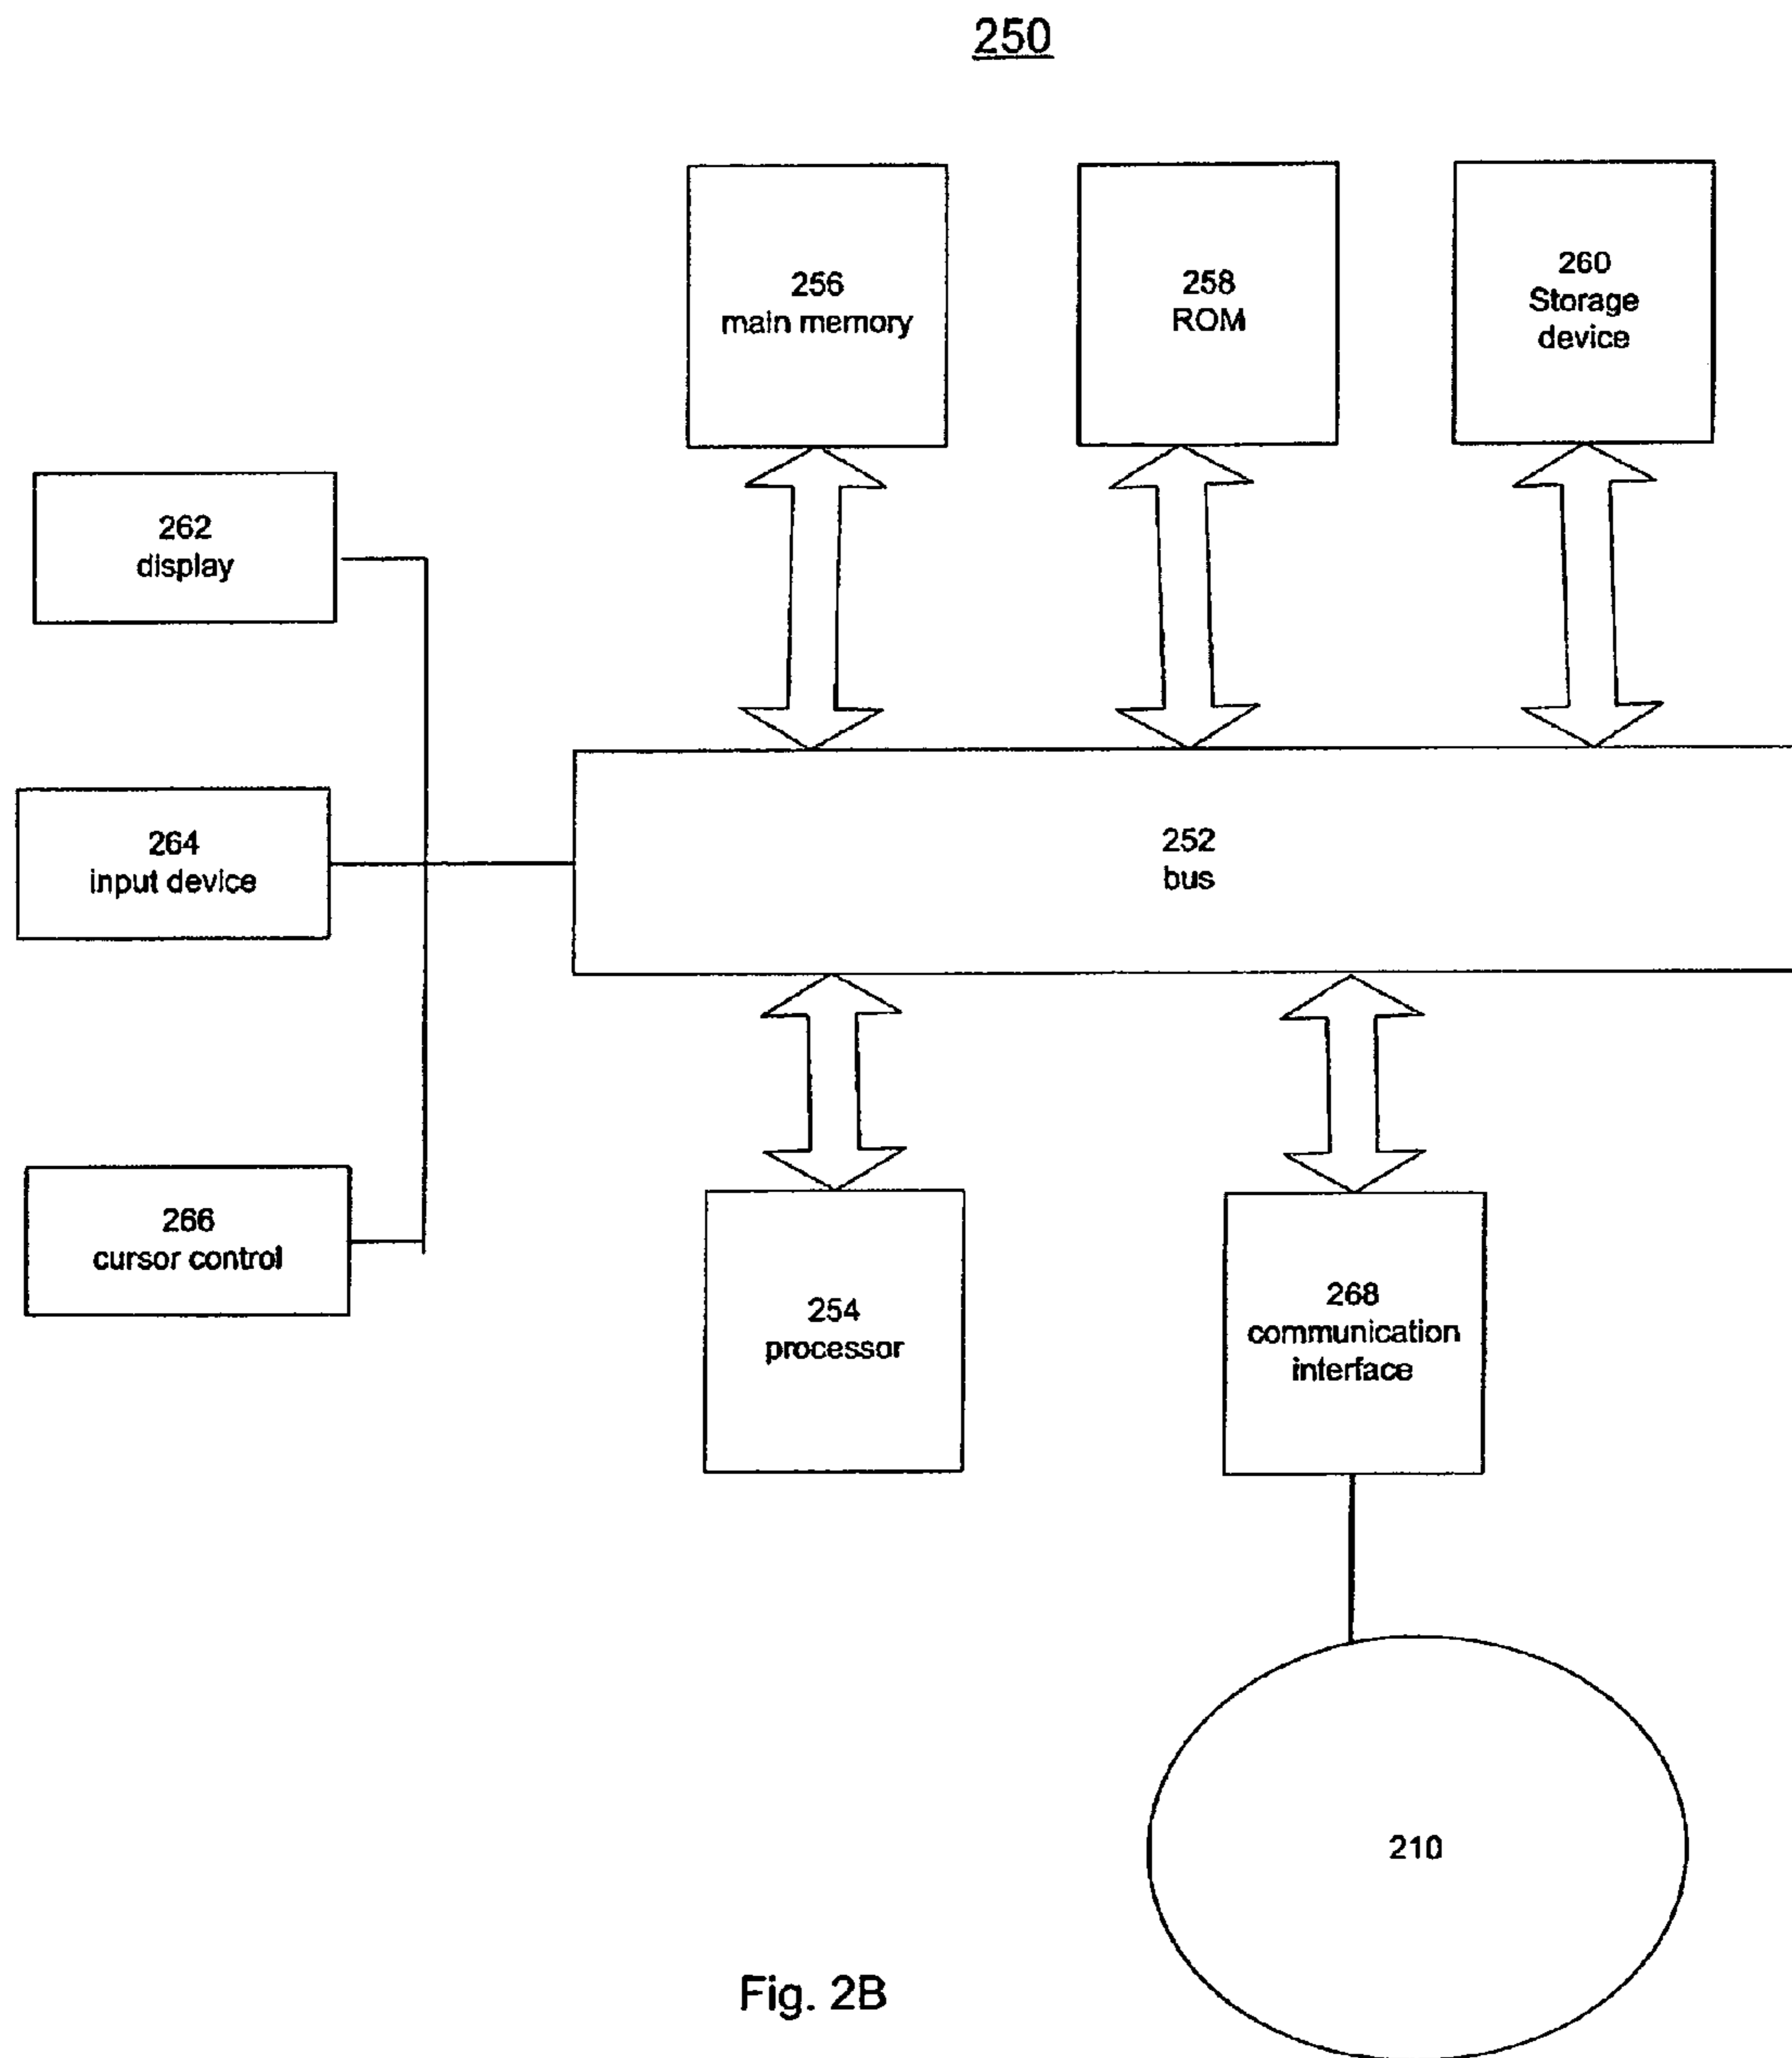 250
256
main memory
258
ROM
260
Storage
device
262
display
264
input device
252
bus
266
cursor control
254
processor
268
communication
interface
210
Fig. 2B